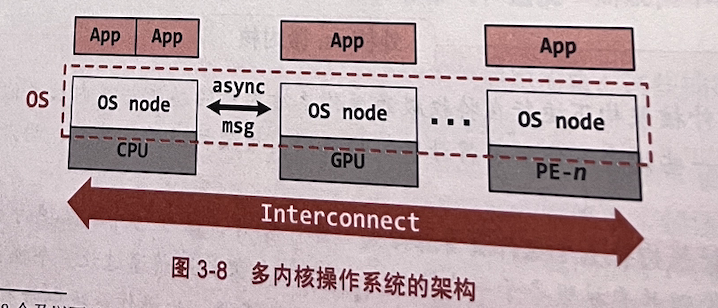 App App App App
async
OS OS node OS node ... OS node
msg
CPU GPU PE-n
Interconnect
图 3-8 多内核操作系统的架构